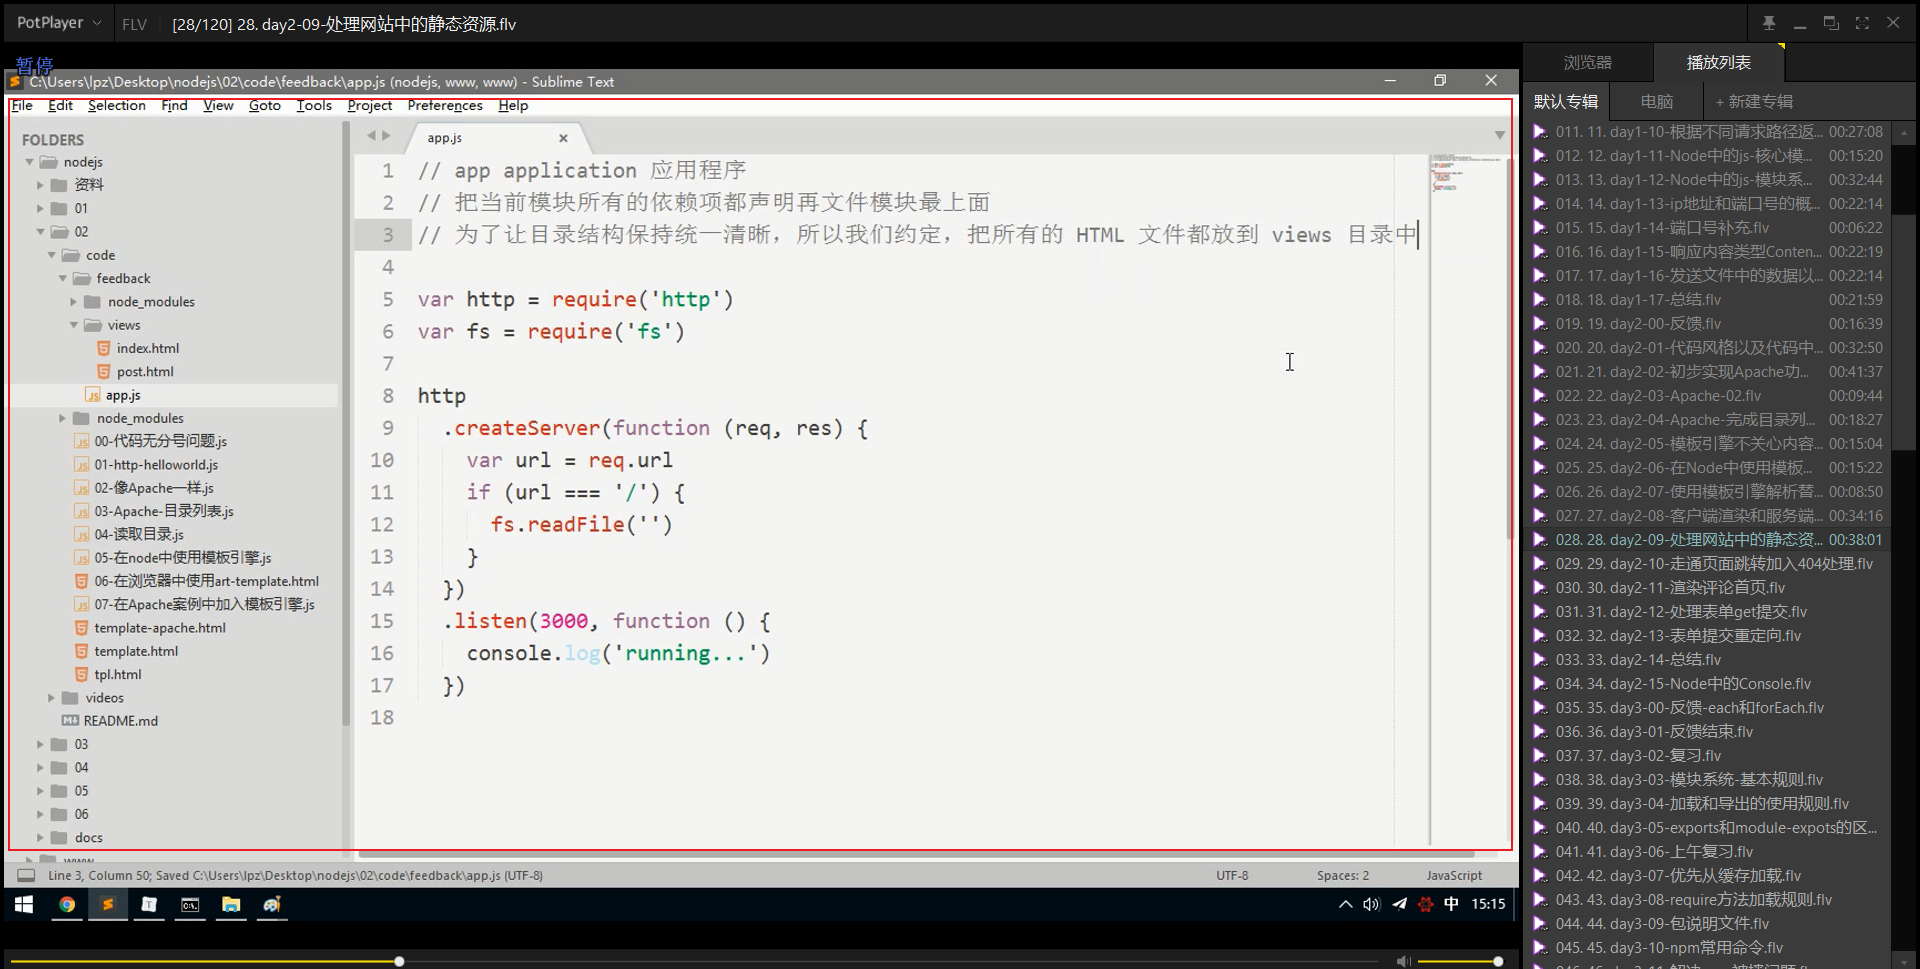 PotPlayer
FLV
[28/120] 28. day2-09-处理网站中的静态资源.flv
暂停
C:\Users\lpz\Desktop\nodejs\02\code\feedback\app.js (nodejs, www, www) - Sublime Text
File Edit Selection Find View Goto Tools Project Preferences Help
FOLDERS
nodejs
资料
01
02
code
feedback
node_modules
views
index.html
post.html
app.js
node_modules
00-代码无分号问题.js
01-http-helloworld.js
02-像Apache一样.js
03-Apache-目录列表.js
04-读取目录.js
05-在node中使用模板引擎.js
06-在浏览器中使用art-template.html
07-在Apache案例中加入模板引擎.js
template-apache.html
template.html
tpl.html
videos
README.md
03
04
05
06
docs
www
app.js
1 // app application 应用程序
2 // 把当前模块所有的依赖项都声明再文件模块最上面
3 // 为了让目录结构保持统一清晰，所以我们约定，把所有的 HTML 文件都放到 views 目录中
4
5 var http = require('http')
6 var fs = require('fs')
7
8 http
9 .createServer(function (req, res) {
10 var url = req.url
11 if (url === '/') {
12 fs.readFile('')
13 }
14 })
15 .listen(3000, function () {
16 console.log('running...')
17 })
18
Line 3, Column 50; Saved C:\Users\lpz\Desktop\nodejs\02\code\feedback\app.js (UTF-8)
UTF-8
Spaces: 2
JavaScript
中
15:15
浏览器
播放列表
默认专辑
电脑
+ 新建专辑
011. 11. day1-10-根据不同请求路径返... 00:27:08
012. 12. day1-11-Node中的js-核心模... 00:15:20
013. 13. day1-12-Node中的js-模块系... 00:32:44
014. 14. day1-13-ip地址和端口号的概... 00:22:14
015. 15. day1-14-端口号补充.flv 00:06:22
016. 16. day1-15-响应内容类型Conten... 00:22:19
017. 17. day1-16-发送文件中的数据以... 00:22:14
018. 18. day1-17-总结.flv 00:21:59
019. 19. day2-00-反馈.flv 00:16:39
020. 20. day2-01-代码风格以及代码中... 00:32:50
021. 21. day2-02-初步实现Apache功... 00:41:37
022. 22. day2-03-Apache-02.flv 00:09:44
023. 23. day2-04-Apache-完成目录列... 00:18:27
024. 24. day2-05-模板引擎不关心内容... 00:15:04
025. 25. day2-06-在Node中使用模板... 00:15:22
026. 26. day2-07-使用模板引擎解析替... 00:08:50
027. 27. day2-08-客户端渲染和服务端... 00:34:16
028. 28. day2-09-处理网站中的静态资... 00:38:01
029. 29. day2-10-走通页面跳转加入404处理.flv
030. 30. day2-11-渲染评论首页.flv
031. 31. day2-12-处理表单get提交.flv
032. 32. day2-13-表单提交重定向.flv
033. 33. day2-14-总结.flv
034. 34. day2-15-Node中的Console.flv
035. 35. day3-00-反馈-each和forEach.flv
036. 36. day3-01-反馈结束.flv
037. 37. day3-02-复习.flv
038. 38. day3-03-模块系统-基本规则.flv
039. 39. day3-04-加载和导出的使用规则.flv
040. 40. day3-05-exports和module-expots的区...
041. 41. day3-06-上午复习.flv
042. 42. day3-07-优先从缓存加载.flv
043. 43. day3-08-require方法加载规则.flv
044. 44. day3-09-包说明文件.flv
045. 45. day3-10-npm常用命令.flv